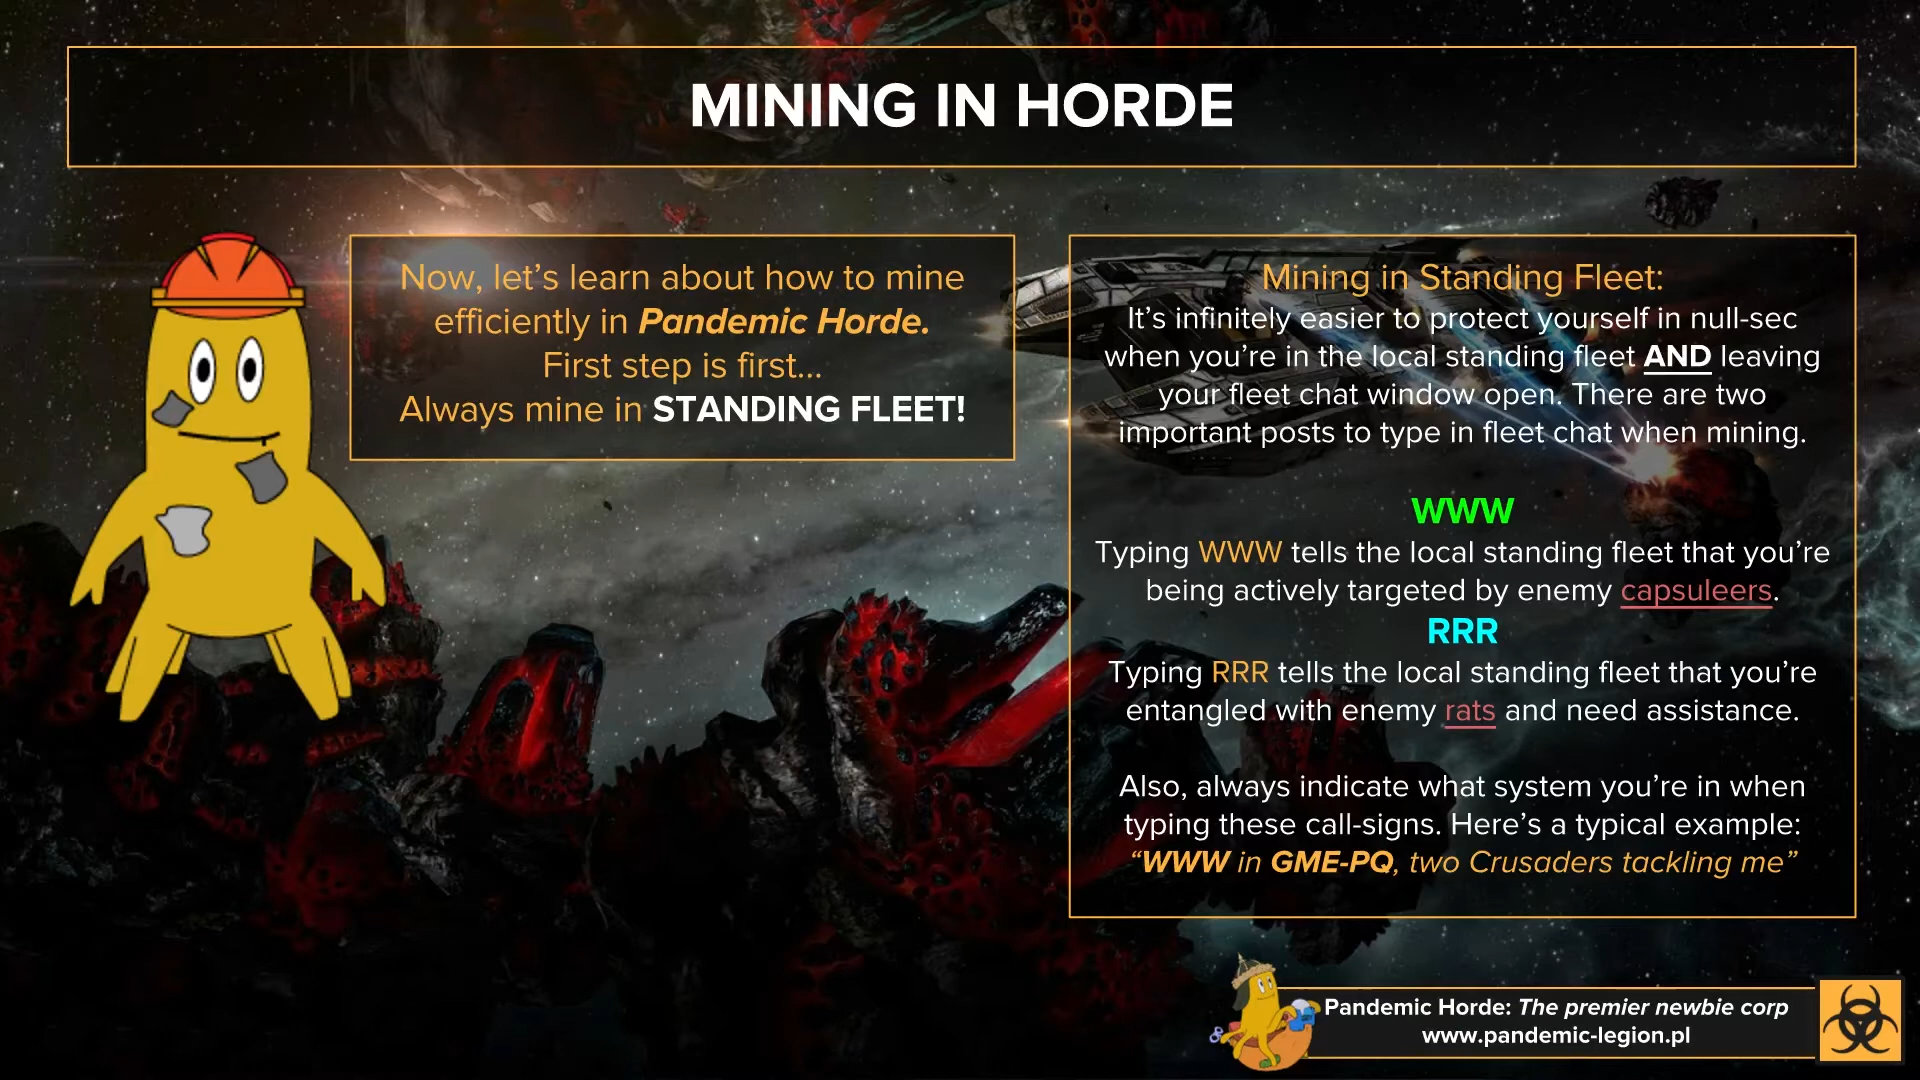 MINING IN HORDE
Now, let’s learn about how to mine
efficiently in Pandemic Horde.
First step is first...
Always mine in STANDING FLEET!
Mining in Standing Fleet:
It’s infinitely easier to protect yourself in null-sec
when you’re in the local standing fleet AND leaving
your fleet chat window open. There are two
important posts to type in fleet chat when mining.
WWW
Typing WWW tells the local standing fleet that you’re
being actively targeted by enemy capsuleers.
RRR
Typing RRR tells the local standing fleet that you’re
entangled with enemy rats and need assistance.
Also, always indicate what system you’re in when
typing these call-signs. Here’s a typical example:
“WWW in GME-PQ, two Crusaders tackling me”
Pandemic Horde: The premier newbie corp
www.pandemic-legion.pl